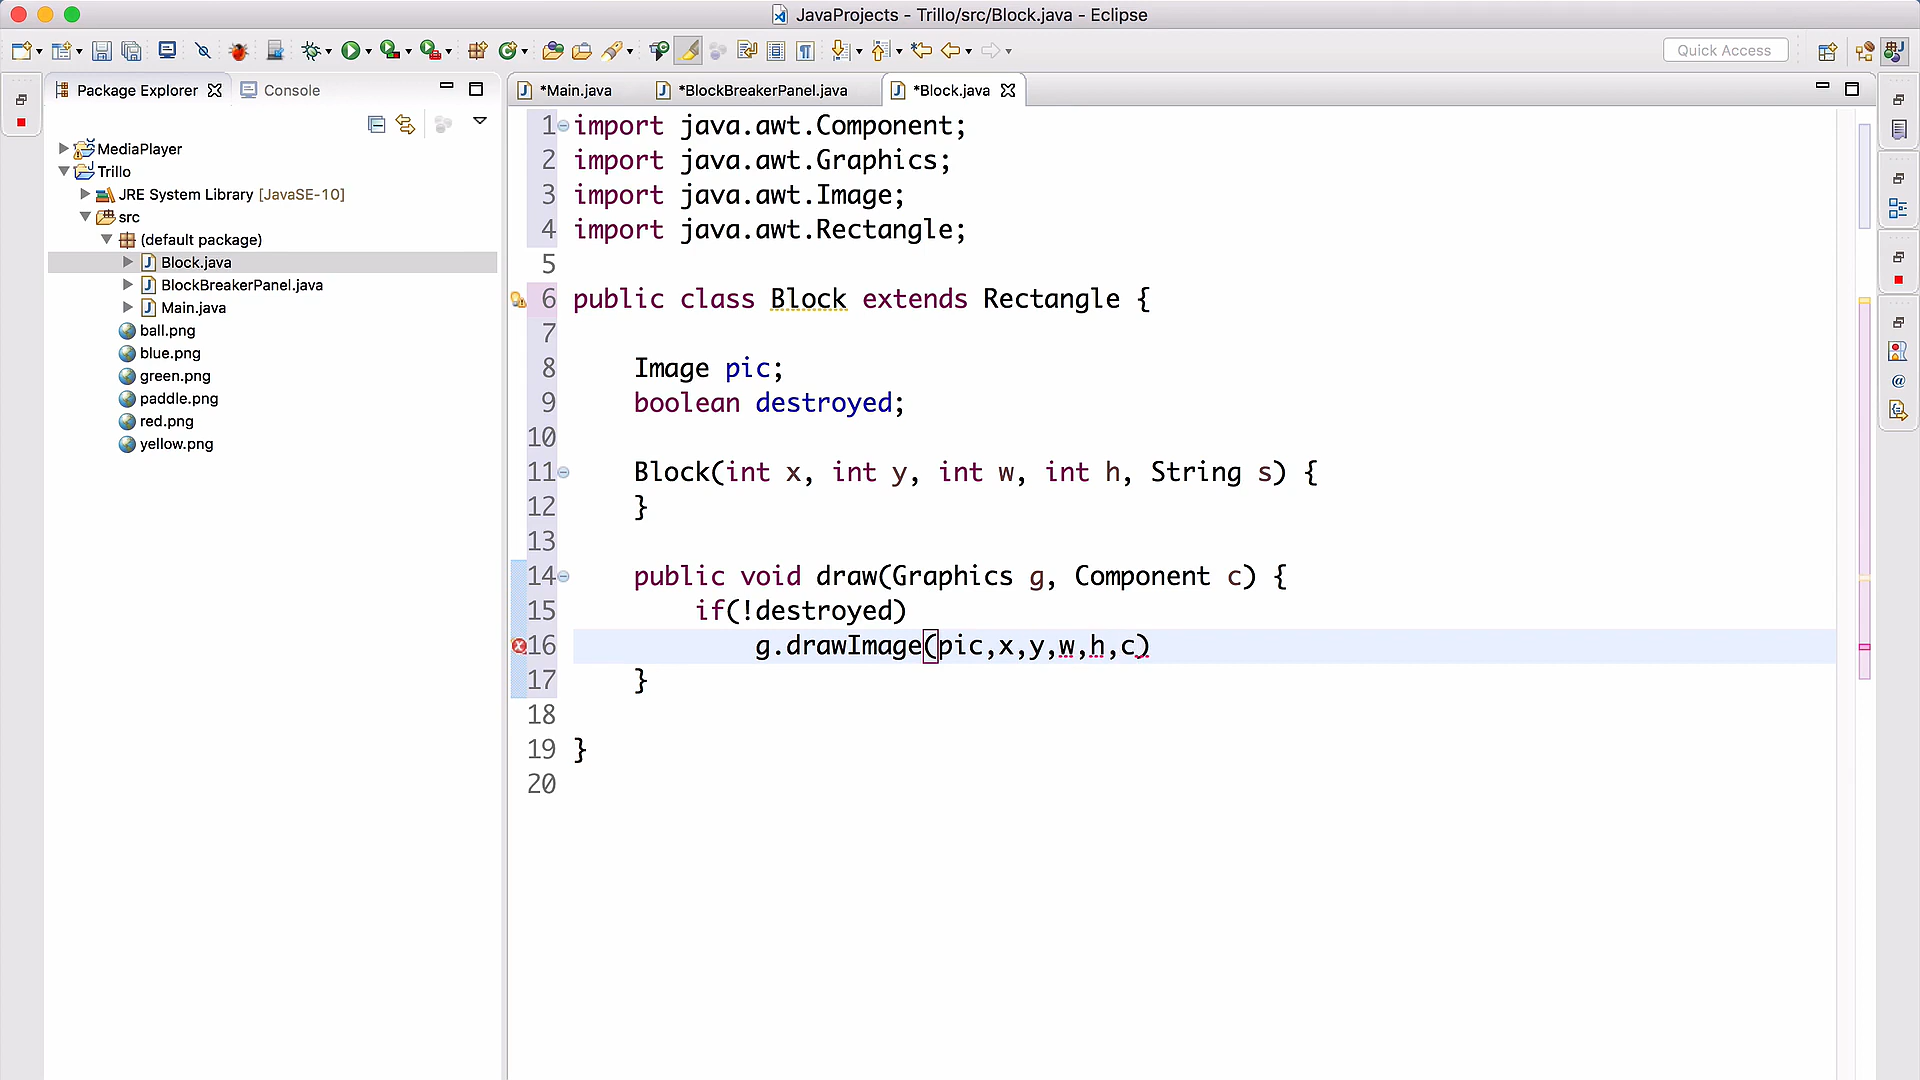 JavaProjects - Trillo/src/Block.java - Eclipse
Quick Access
Package Explorer
Console
*Main.java
*BlockBreakerPanel.java
*Block.java
MediaPlayer
Trillo
JRE System Library [JavaSE-10]
src
(default package)
Block.java
BlockBreakerPanel.java
Main.java
ball.png
blue.png
green.png
paddle.png
red.png
yellow.png
1 import java.awt.Component;
2 import java.awt.Graphics;
3 import java.awt.Image;
4 import java.awt.Rectangle;
5
6 public class Block extends Rectangle {
7
8 Image pic;
9 boolean destroyed;
10
11 Block(int x, int y, int w, int h, String s) {
12 }
13
14 public void draw(Graphics g, Component c) {
15 if(!destroyed)
16 g.drawImage(pic,x,y,w,h,c)
17 }
18
19 }
20